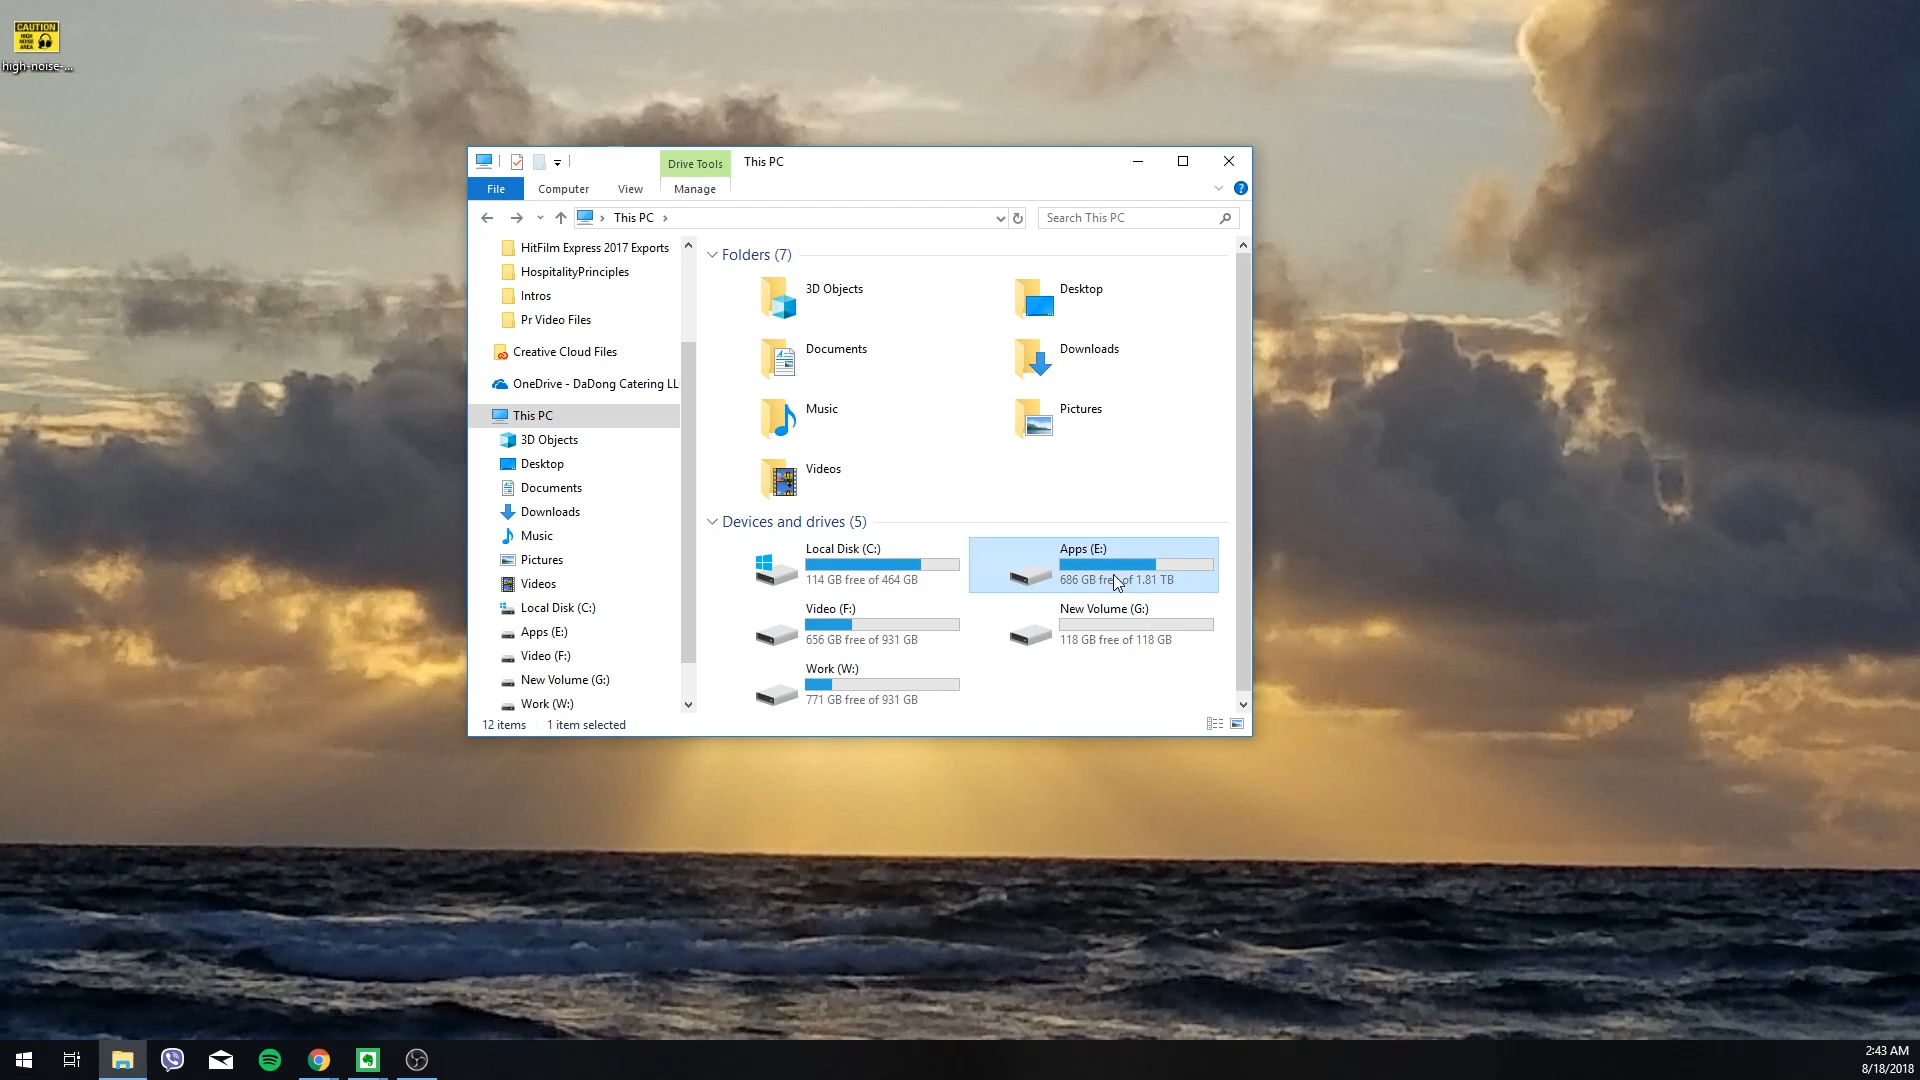 CAUTION
HIGH
NOISE
AREA
high-noise-...
Drive Tools
This PC
File
Computer
View
Manage
This PC
Search This PC
HitFilm Express 2017 Exports
HospitalityPrinciples
Intros
Pr Video Files
Creative Cloud Files
OneDrive - DaDong Catering LL
This PC
3D Objects
Desktop
Documents
Downloads
Music
Pictures
Videos
Local Disk (C:)
Apps (E:)
Video (F:)
New Volume (G:)
Work (W:)
Folders (7)
3D Objects
Desktop
Documents
Downloads
Music
Pictures
Videos
Devices and drives (5)
Local Disk (C:)
114 GB free of 464 GB
Apps (E:)
686 GB free of 1.81 TB
Video (F:)
656 GB free of 931 GB
New Volume (G:)
118 GB free of 118 GB
Work (W:)
771 GB free of 931 GB
12 items
1 item selected
2:43 AM
8/18/2018